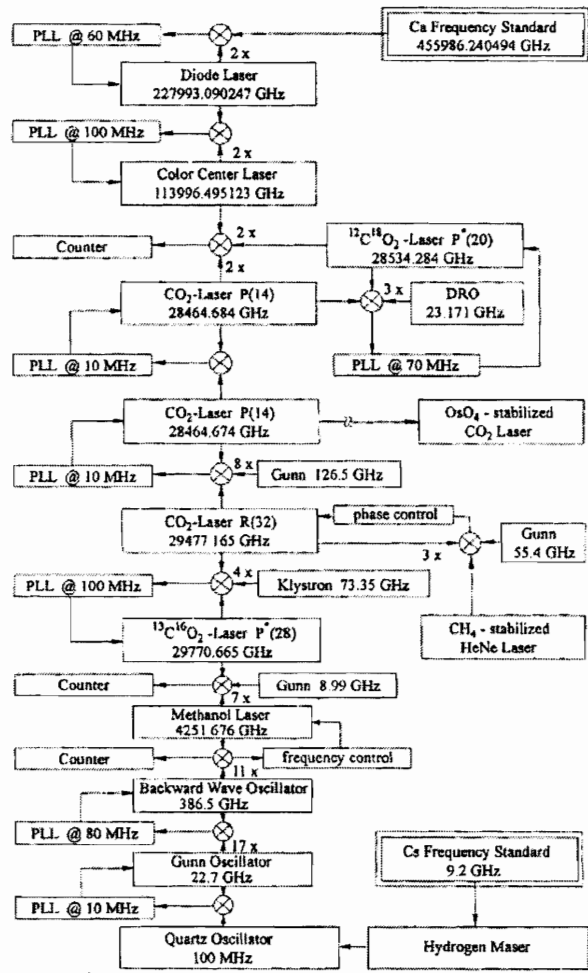 PLL @ 60 MHz
Ca Frequency Standard
455986.240494 GHz
2 x
Diode Laser
227993.090247 GHz
PLL @ 100 MHz
2 x
Color Center Laser
113996.495123 GHz
Counter
2 x
2 x
¹²C¹⁸O₂ -Laser P*(20)
28534.284 GHz
CO₂-Laser P(14)
28464.684 GHz
3 x
DRO
23.171 GHz
PLL @ 10 MHz
PLL @ 70 MHz
CO₂-Laser P(14)
28464.674 GHz
OsO₄ - stabilized
CO₂ Laser
PLL @ 10 MHz
8 x
Gunn 126.5 GHz
CO₂-Laser R(32)
29477.165 GHz
phase control
3 x
Gunn
55.4 GHz
PLL @ 100 MHz
4 x
Klystron 73.35 GHz
¹³C¹⁶O₂ -Laser P*(28)
29770.665 GHz
CH₄ - stabilized
HeNe Laser
Counter
7 x
Gunn 8.99 GHz
Methanol Laser
4251.676 GHz
Counter
11 x
frequency control
Backward Wave Oscillator
386.5 GHz
PLL @ 80 MHz
17 x
Gunn Oscillator
22.7 GHz
Cs Frequency Standard
9.2 GHz
PLL @ 10 MHz
Quartz Oscillator
100 MHz
Hydrogen Maser